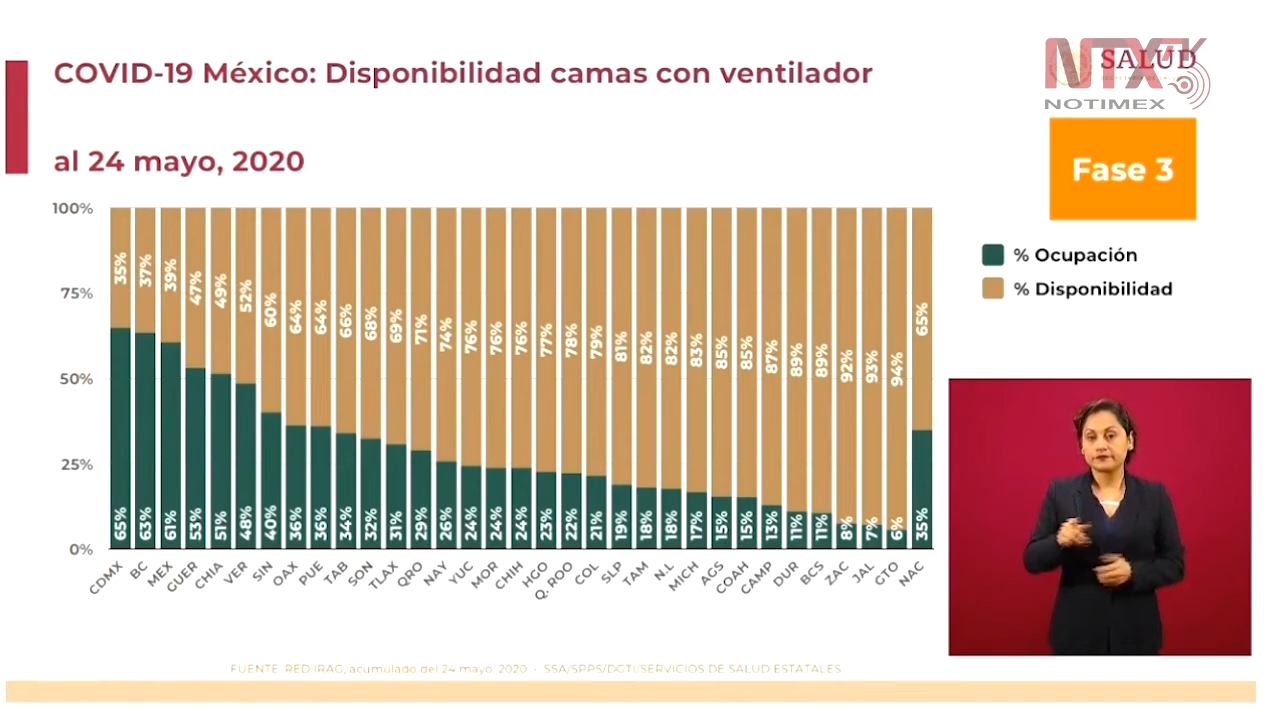 COVID-19 México: Disponibilidad camas con ventilador
al 24 mayo, 2020
SALUD
NTX TV
NOTIMEX
Fase 3
% Ocupación
% Disponibilidad
100%
75%
50%
25%
0%
35% 37% 39% 47% 49% 52% 60% 64% 64% 66% 68% 69% 71% 74% 76% 76% 76% 77% 78% 79% 81% 82% 82% 83% 85% 85% 87% 89% 89% 92% 93% 94% 65%
65% 63% 61% 53% 51% 48% 40% 36% 36% 34% 32% 31% 29% 26% 24% 24% 24% 23% 22% 21% 19% 18% 18% 17% 15% 15% 13% 11% 11% 8% 7% 6% 35%
CDMX BC MEX GUER CHIA VER SIN OAX PUE TAB SON TLAX QRO NAY YUC MOR CHIH HGO Q. ROO COL SLP TAM N.L MICH AGS COAH CAMP DUR BCS ZAC JAL GTO NAC
FUENTE: RED IRAG, acumulado del 24 mayo 2020 - SSA/SPPS/DGTI/SERVICIOS DE SALUD ESTATALES